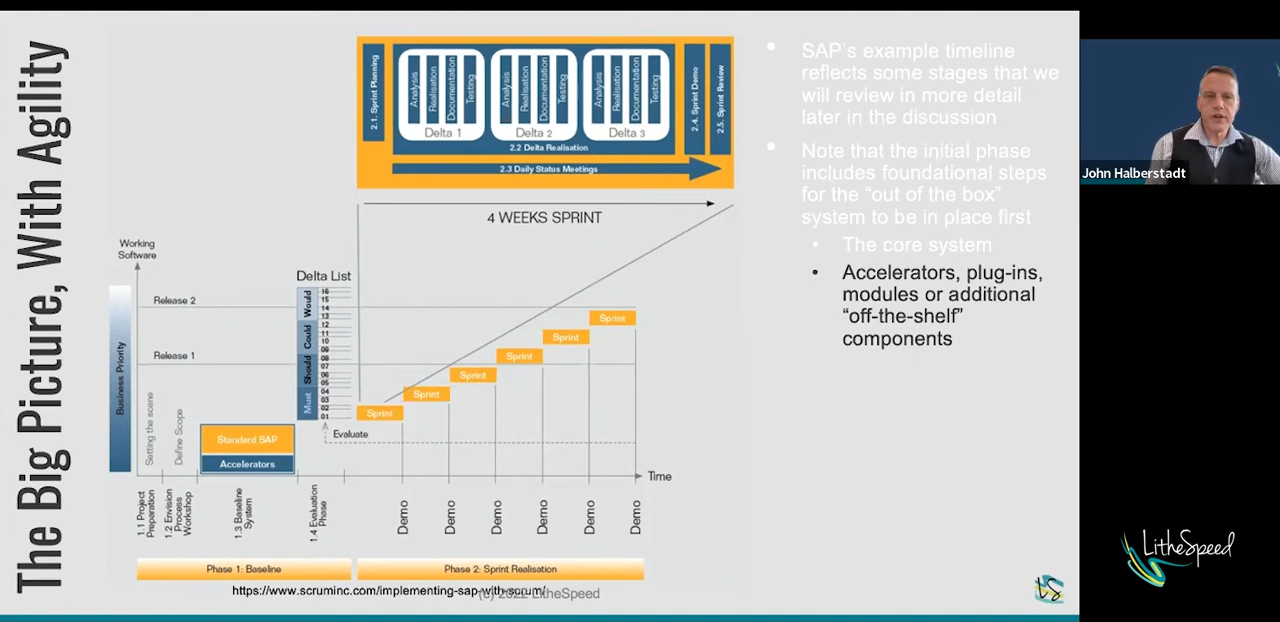 The Big Picture, With Agility
2.1. Sprint Planning
Analysis
Realisation
Documentation
Testing
Delta 1
Analysis
Realisation
Documentation
Testing
Delta 2
Analysis
Realisation
Documentation
Testing
Delta 3
2.2 Delta Realisation
2.3 Daily Status Meetings
2.4. Sprint Demo
2.5. Sprint Review
4 WEEKS SPRINT
Working
Software
Business Priority
Release 2
Release 1
Setting the scene
Define Scope
Standard SAP
Accelerators
Delta List
Would
Could
Should
Must
16
15
14
13
12
11
10
09
08
07
06
05
04
03
02
01
Evaluate
Sprint
Sprint
Sprint
Sprint
Sprint
Sprint
Time
1.1 Project
Preparation
1.2 Envision
Process
Workshop
1.3 Baseline
System
1.4 Evaluation
Phase
Demo
Demo
Demo
Demo
Demo
Demo
Phase 1: Baseline
Phase 2: Sprint Realisation
https://www.scruminc.com/implementing-sap-with-scrum/
(c) 2022 LitheSpeed
• SAP's example timeline
reflects some stages that we
will review in more detail
later in the discussion
• Note that the initial phase
includes foundational steps
for the "out of the box"
system to be in place first
• The core system
• Accelerators, plug-ins,
modules or additional
"off-the-shelf"
components
LS
John Halberstadt
LitheSpeed